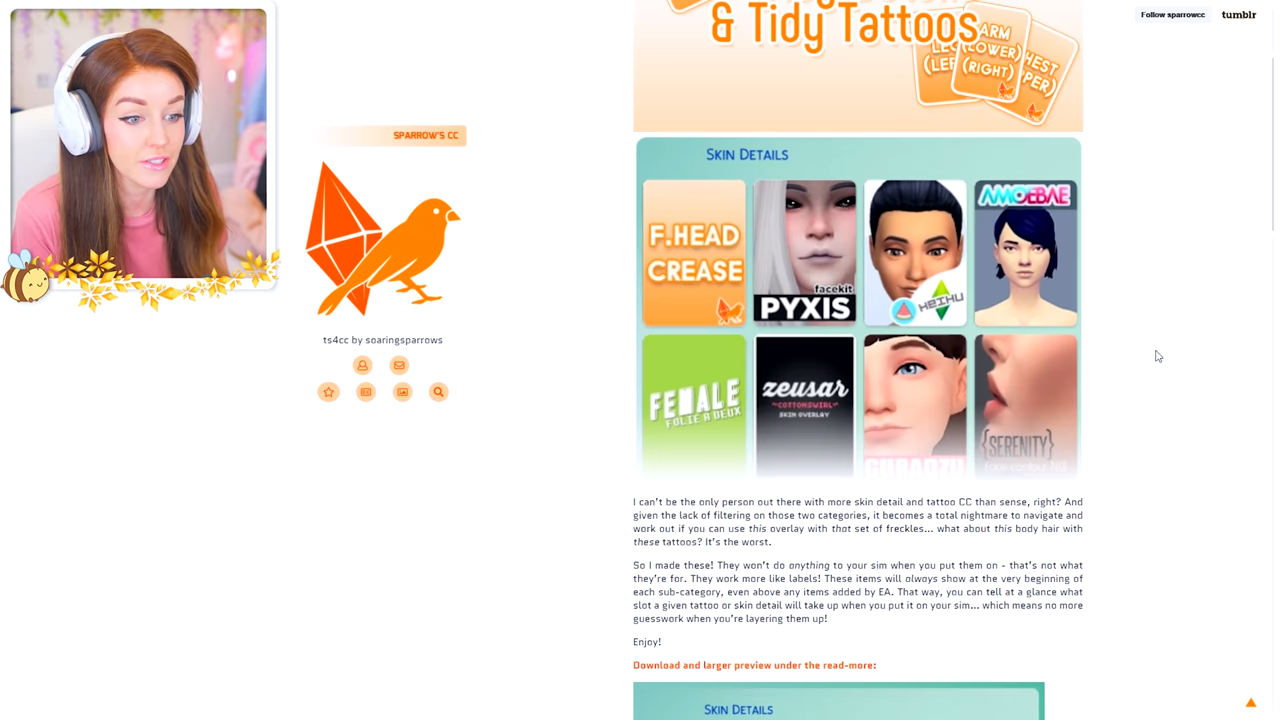 Follow sparrowcc
tumblr
& Tidy Tattoos
ARM
(LOWER)
(RIGHT)
SPARROW'S CC
ts4cc by soaringsparrows
SKIN DETAILS
F.HEAD
CREASE
facekit
PYXIS
HEIHU
AMOEBAE
FEMALE
FOLIE A DEUX
zeusar
~COTTONSWIRL~
SKIN OVERLAY
{SERENITY}
I can't be the only person out there with more skin detail and tattoo CC than sense, right? And
given the lack of filtering on those two categories, it becomes a total nightmare to navigate and
work out if you can use this overlay with that set of freckles... what about this body hair with
these tattoos? It's the worst.
So I made these! They won't do anything to your sim when you put them on - that's not what
they're for. They work more like labels! These items will always show at the very beginning of
each sub-category, even above any items added by EA. That way, you can tell at a glance what
slot a given tattoo or skin detail will take up when you put it on your sim... which means no more
guesswork when you're layering them up!
Enjoy!
Download and larger preview under the read-more:
SKIN DETAILS